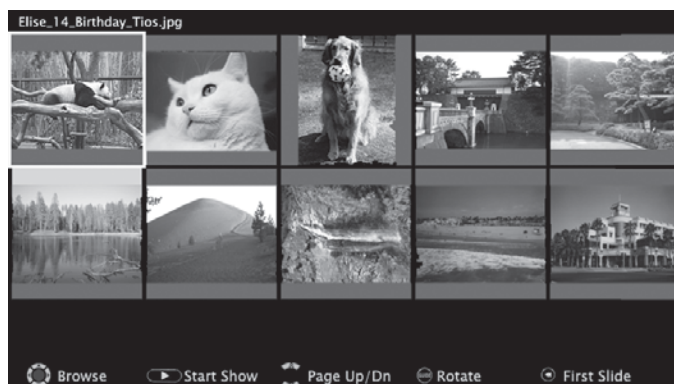 Elise_14_Birthday_Tios.jpg
Browse Start Show Page Up/Dn Rotate First Slide